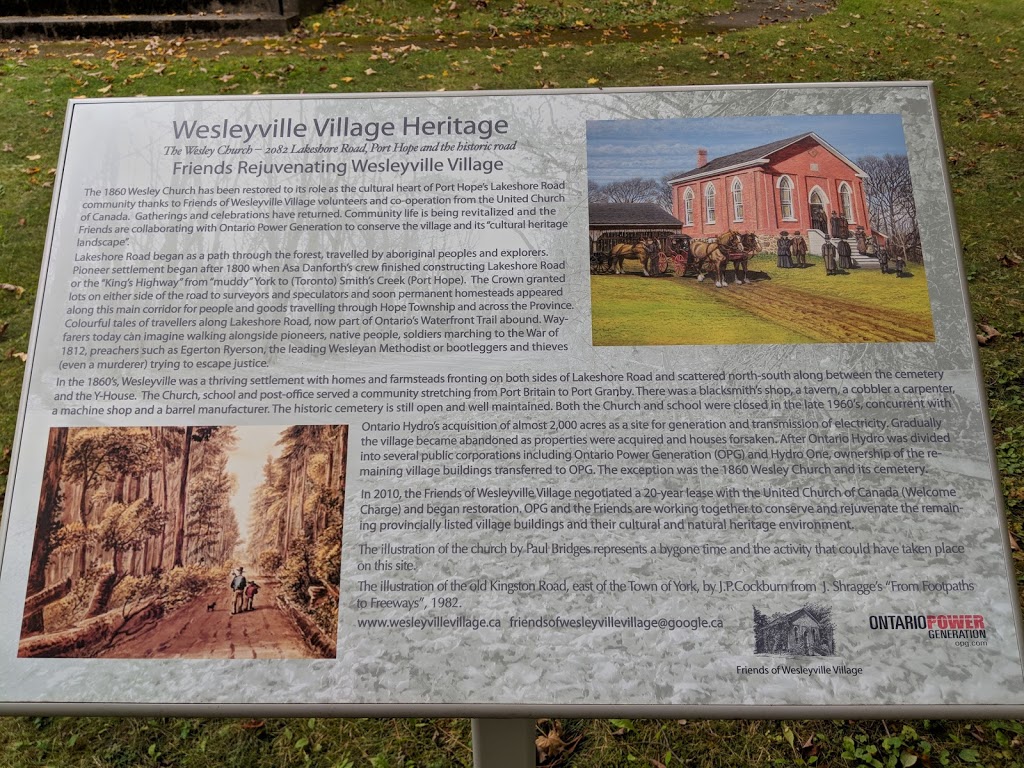 Wesleyville Village Heritage
The Wesley Church – 2082 Lakeshore Road, Port Hope and the historic road
Friends Rejuvenating Wesleyville Village
The 1860 Wesley Church has been restored to its role as the cultural heart of Port Hope's Lakeshore Road
community thanks to Friends of Wesleyville Village volunteers and co-operation from the United Church
of Canada. Gatherings and celebrations have returned. Community life is being revitalized and the
Friends are collaborating with Ontario Power Generation to conserve the village and its "cultural heritage
landscape".
Lakeshore Road began as a path through the forest, travelled by aboriginal peoples and explorers.
Pioneer settlement began after 1800 when Asa Danforth's crew finished constructing Lakeshore Road
or the "King's Highway" from "muddy" York to (Toronto) Smith's Creek (Port Hope). The Crown granted
lots on either side of the road to surveyors and speculators and soon permanent homesteads appeared
along this main corridor for people and goods travelling through Hope Township and across the Province.
Colourful tales of travellers along Lakeshore Road, now part of Ontario's Waterfront Trail abound. Way-
farers today can imagine walking alongside pioneers, native people, soldiers marching to the War of
1812, preachers such as Egerton Ryerson, the leading Wesleyan Methodist or bootleggers and thieves
(even a murderer) trying to escape justice.
In the 1860's, Wesleyville was a thriving settlement with homes and farmsteads fronting on both sides of Lakeshore Road and scattered north-south along between the cemetery
and the Y-House. The Church, school and post-office served a community stretching from Port Britain to Port Granby. There was a blacksmith's shop, a tavern, a cobbler a carpenter,
a machine shop and a barrel manufacturer. The historic cemetery is still open and well maintained. Both the Church and school were closed in the late 1960's, concurrent with
Ontario Hydro's acquisition of almost 2,000 acres as a site for generation and transmission of electricity. Gradually
the village became abandoned as properties were acquired and houses forsaken. After Ontario Hydro was divided
into several public corporations including Ontario Power Generation (OPG) and Hydro One, ownership of the re-
maining village buildings transferred to OPG. The exception was the 1860 Wesley Church and its cemetery.
In 2010, the Friends of Wesleyville Village negotiated a 20-year lease with the United Church of Canada (Welcome
Charge) and began restoration. OPG and the Friends are working together to conserve and rejuvenate the remain-
ing provincially listed village buildings and their cultural and natural heritage environment.
The illustration of the church by Paul Bridges represents a bygone time and the activity that could have taken place
on this site.
The illustration of the old Kingston Road, east of the Town of York, by J.P.Cockburn from J. Shragge's "From Footpaths
to Freeways", 1982.
www.wesleyvillevillage.ca friendsofwesleyvillevillage@google.ca
Friends of Wesleyville Village
ONTARIOPOWER
GENERATION
opg.com